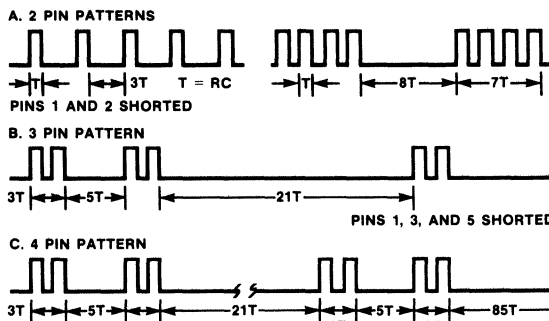 A. 2 PIN PATTERNS
T 3T T = RC T 8T 7T
PINS 1 AND 2 SHORTED
B. 3 PIN PATTERN
3T 5T 21T
PINS 1, 3, AND 5 SHORTED
C. 4 PIN PATTERN
3T 5T 21T 5T 85T